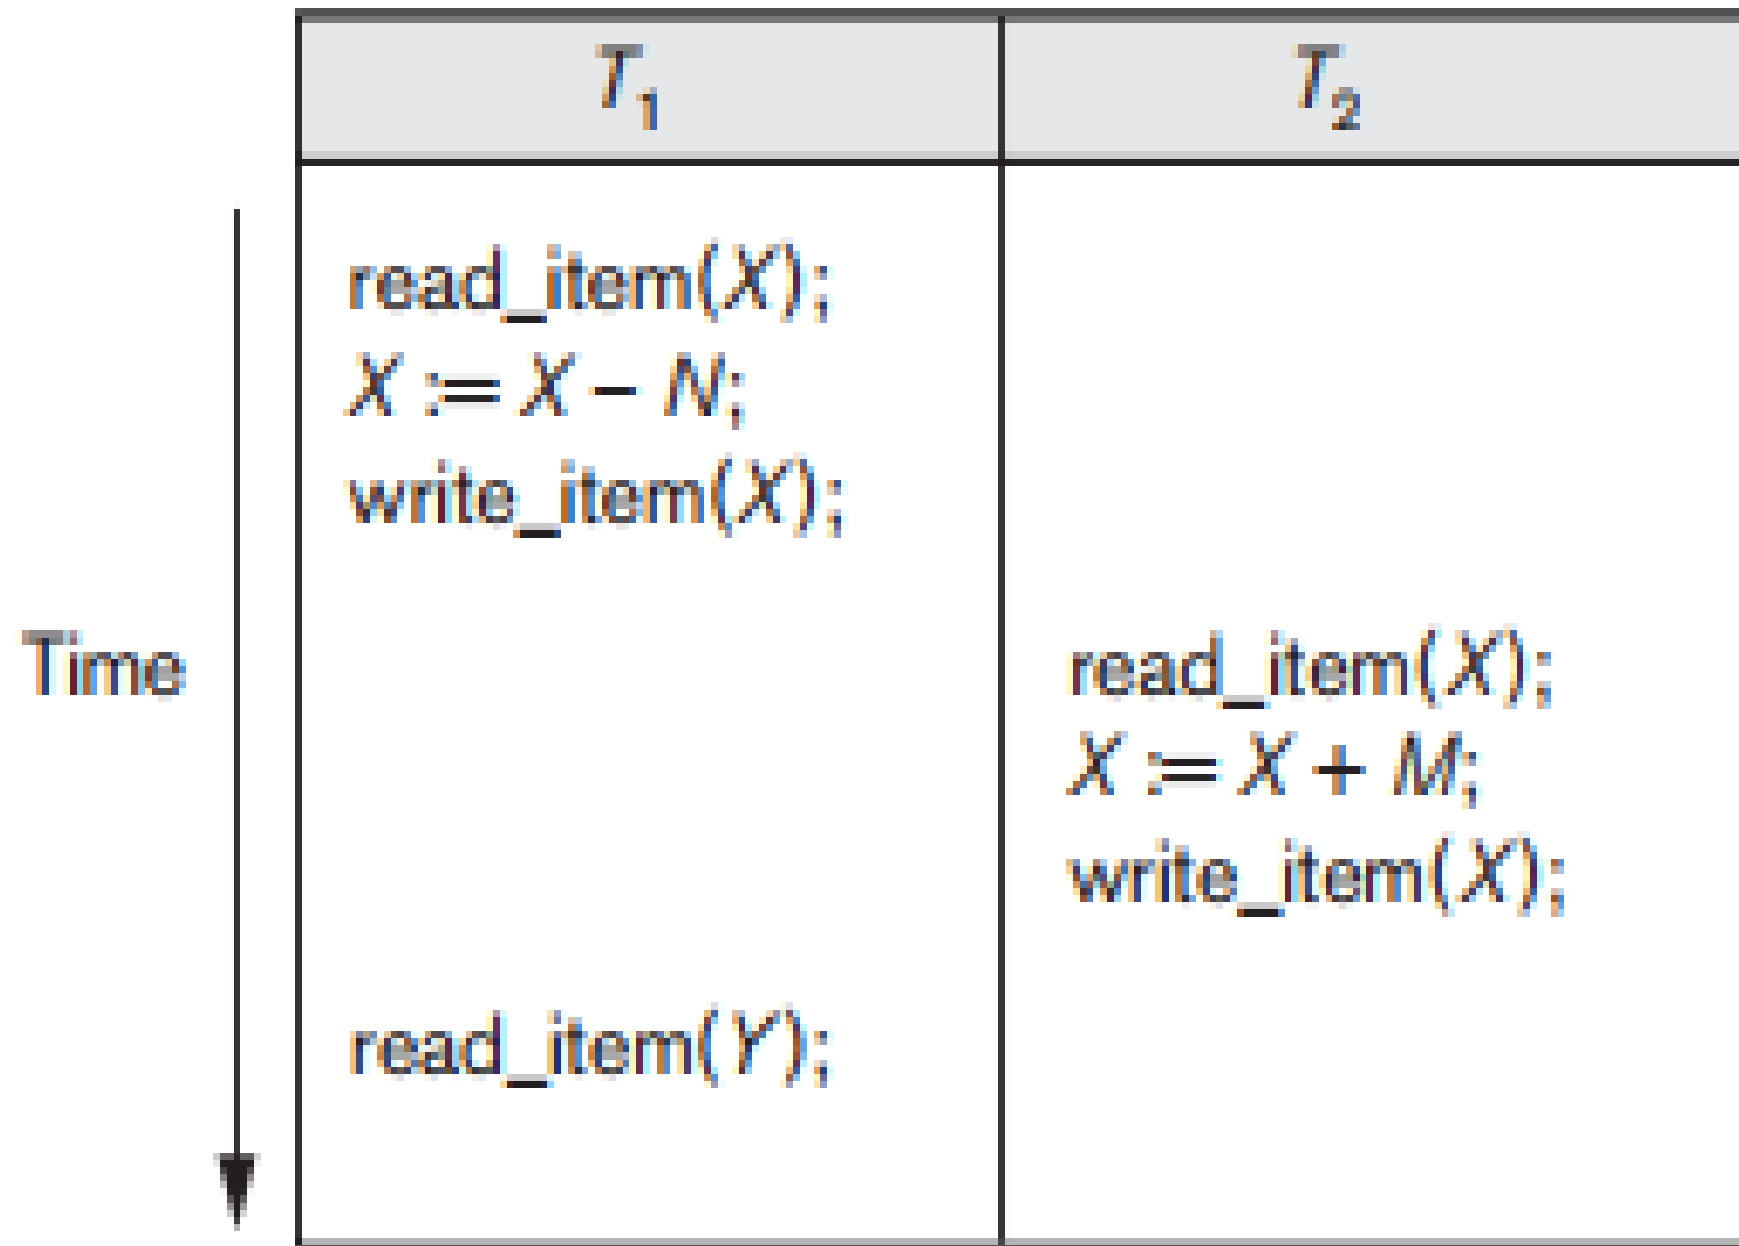 T1 T2
read_item(X);
X := X – N;
write_item(X);
Time
read_item(X);
X := X + M;
write_item(X);
read_item(Y);